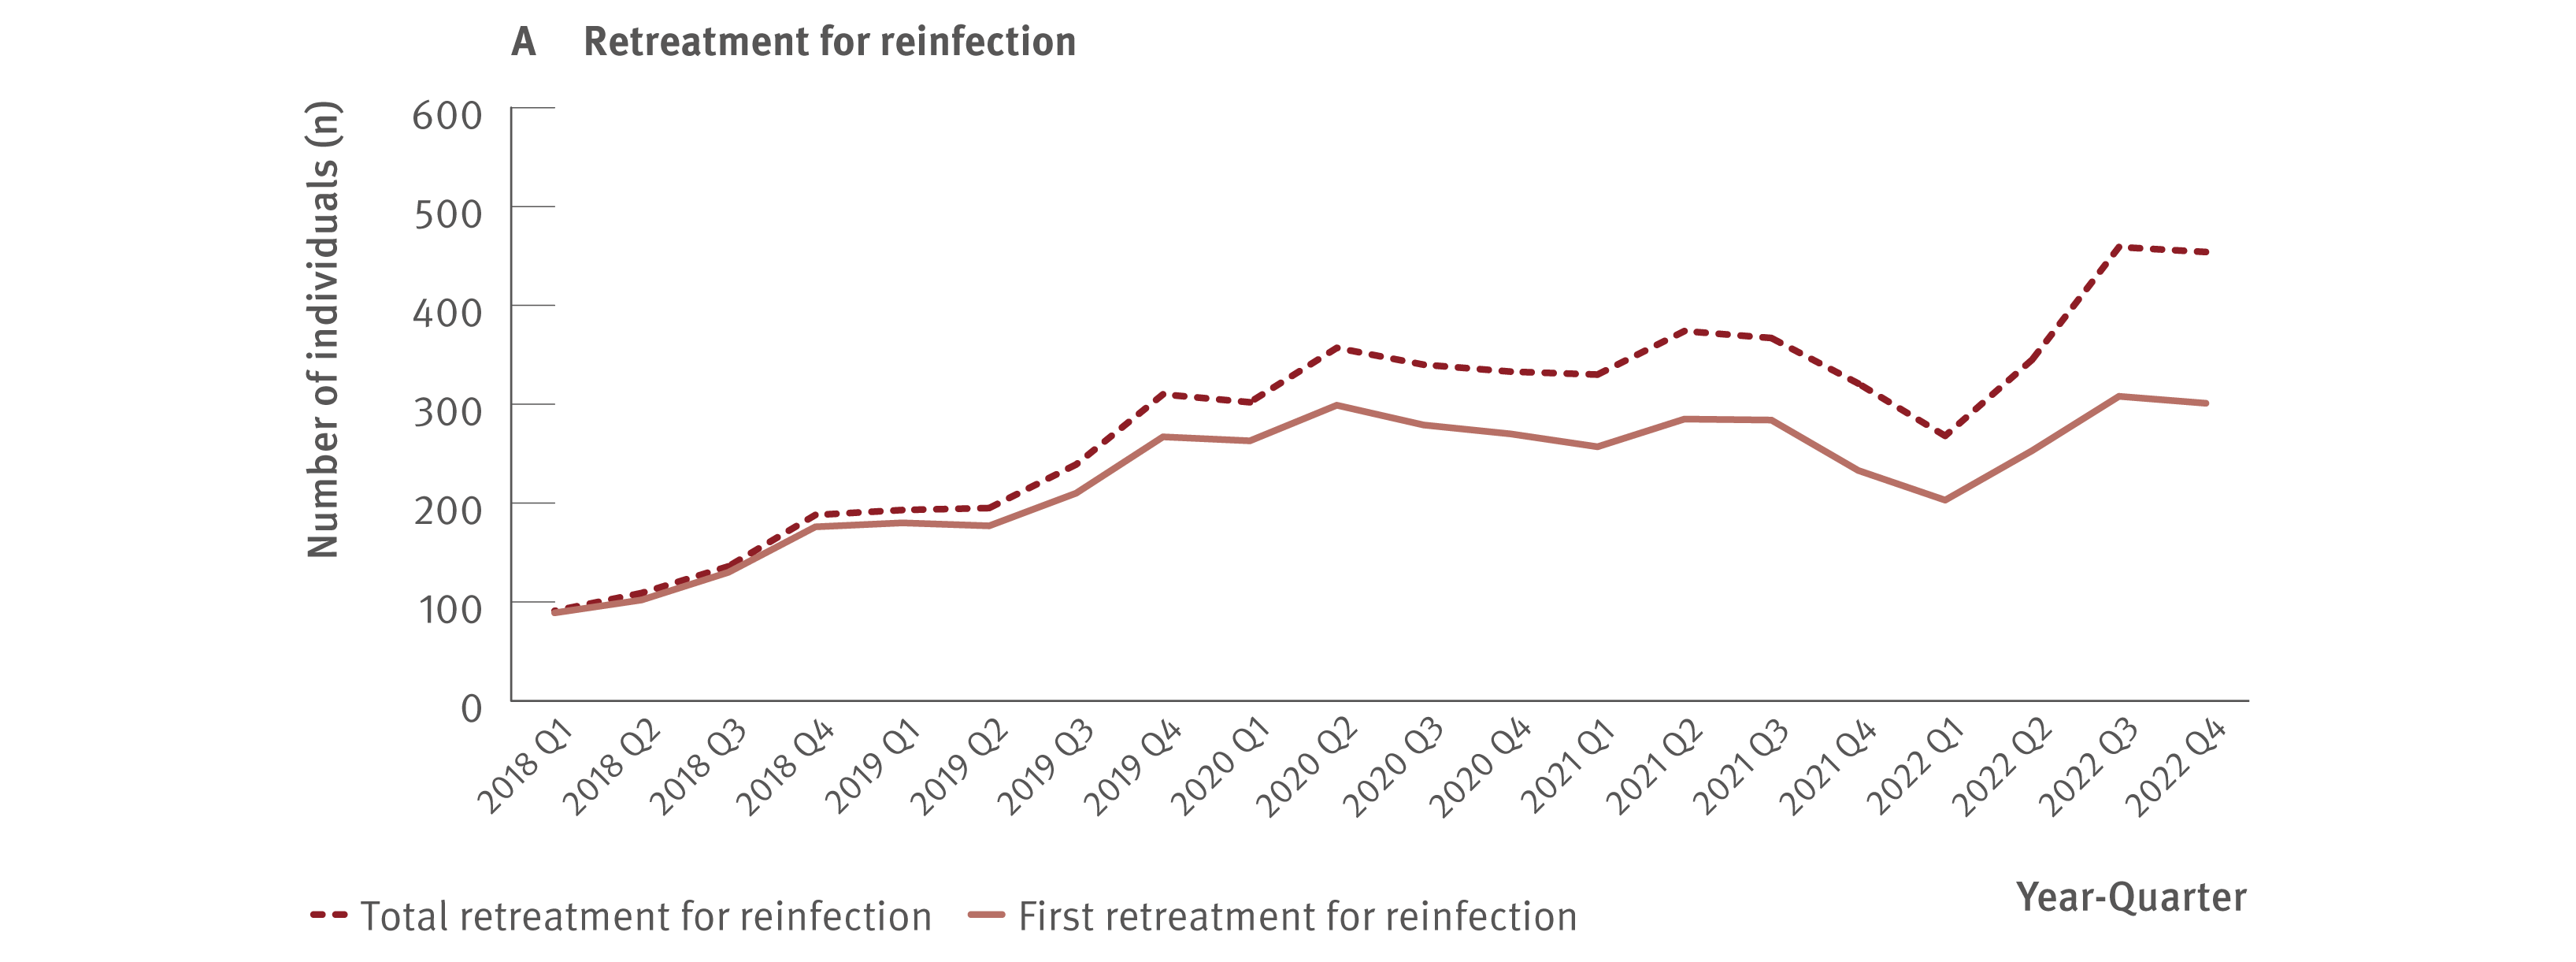 A Retreatment for reinfection
Number of individuals (n)
600
500
400
300
200
100
0
2018 Q1
2018 Q2
2018 Q3
2018 Q4
2019 Q1
2019 Q2
2019 Q3
2019 Q4
2020 Q1
2020 Q2
2020 Q3
2020 Q4
2021 Q1
2021 Q2
2021 Q3
2021 Q4
2022 Q1
2022 Q2
2022 Q3
2022 Q4
Year-Quarter
Total retreatment for reinfection
First retreatment for reinfection